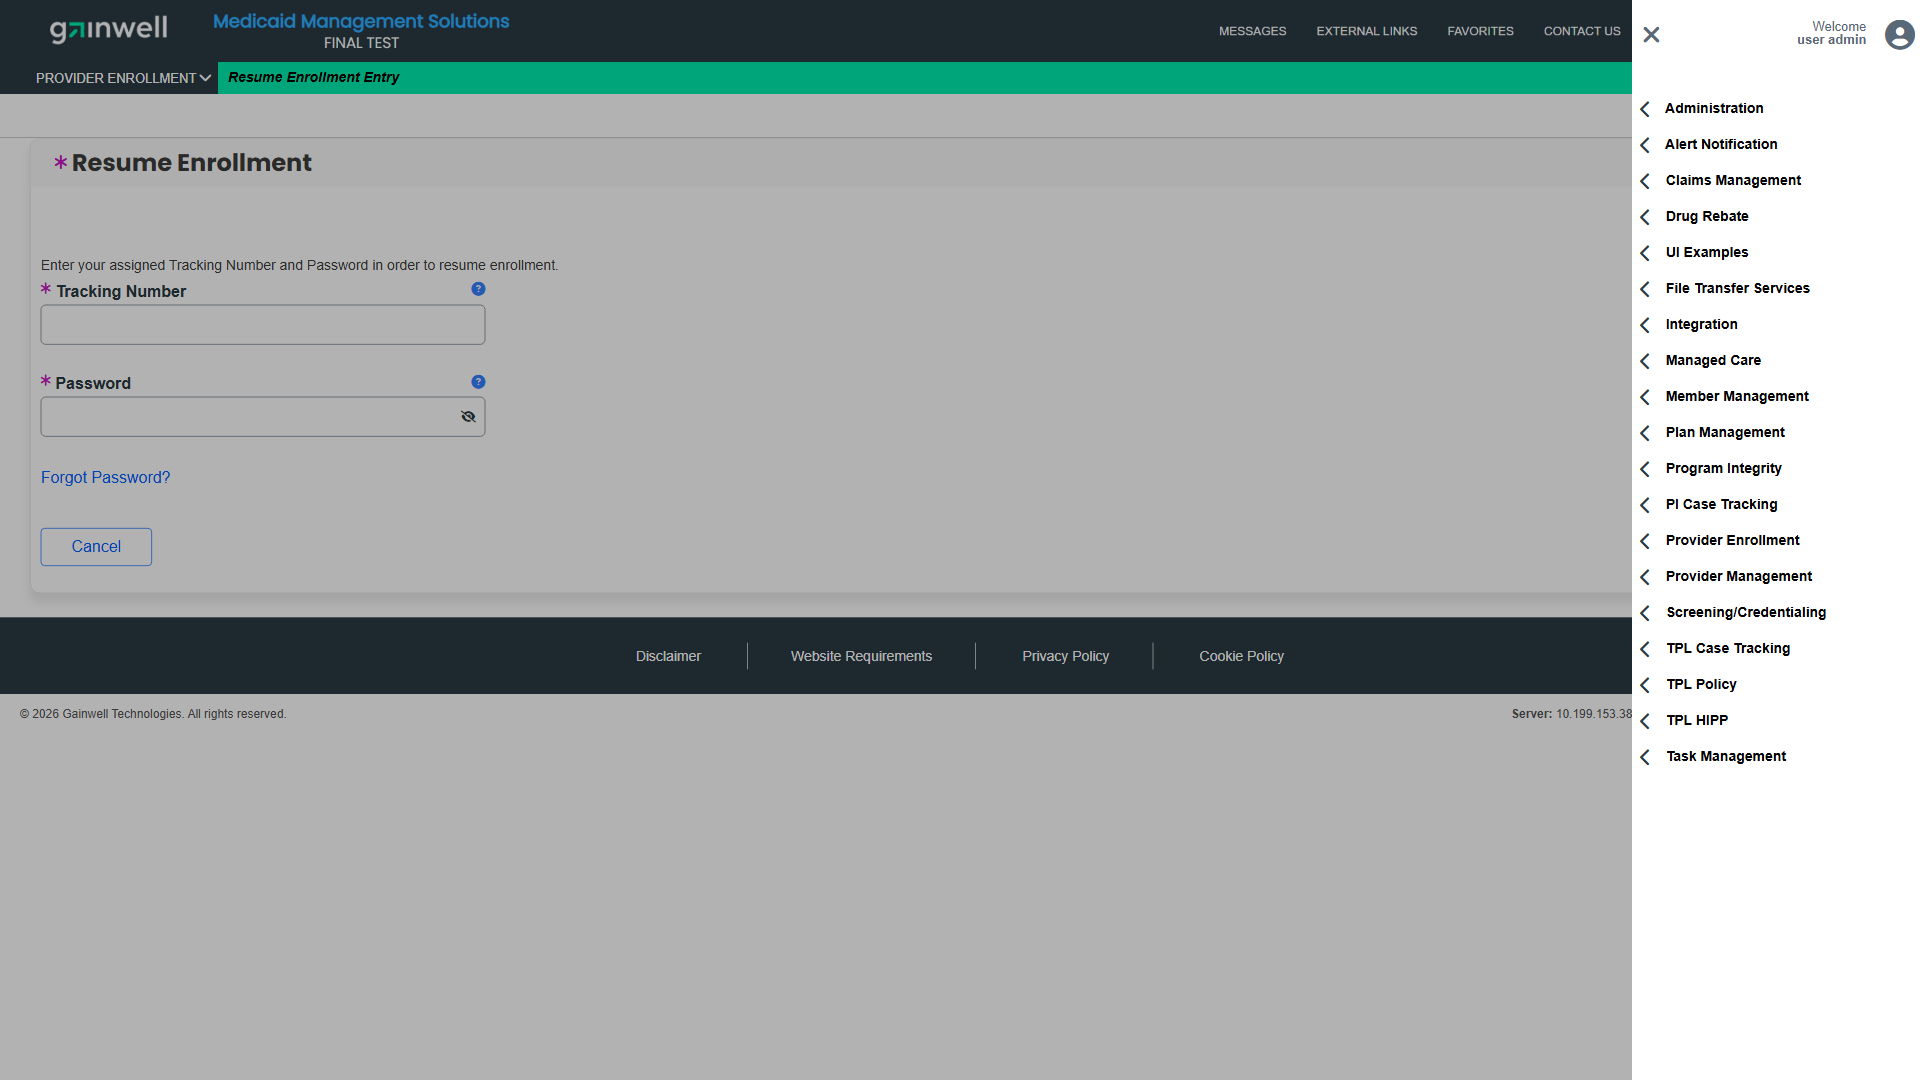 gainwell
Medicaid Management Solutions
FINAL TEST
MESSAGES
EXTERNAL LINKS
FAVORITES
CONTACT US
Welcome
user admin
PROVIDER ENROLLMENT
Resume Enrollment Entry
* Resume Enrollment
Enter your assigned Tracking Number and Password in order to resume enrollment.
* Tracking Number
?
* Password
?
Forgot Password?
Cancel
Disclaimer
Website Requirements
Privacy Policy
Cookie Policy
© 2026 Gainwell Technologies. All rights reserved.
Server: 10.199.153.38
Administration
Alert Notification
Claims Management
Drug Rebate
UI Examples
File Transfer Services
Integration
Managed Care
Member Management
Plan Management
Program Integrity
PI Case Tracking
Provider Enrollment
Provider Management
Screening/Credentialing
TPL Case Tracking
TPL Policy
TPL HIPP
Task Management